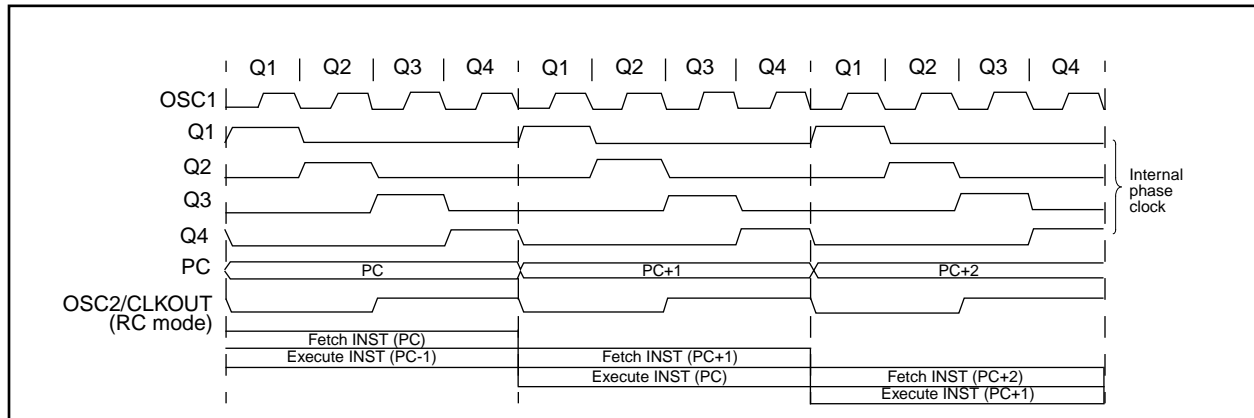 Q1 Q2 Q3 Q4 Q1 Q2 Q3 Q4 Q1 Q2 Q3 Q4
OSC1
Q1
Q2
Q3
Q4
PC
PC PC+1 PC+2
Internal
phase
clock
OSC2/CLKOUT
(RC mode)
Fetch INST (PC)
Execute INST (PC-1) Fetch INST (PC+1)
Execute INST (PC) Fetch INST (PC+2)
Execute INST (PC+1)